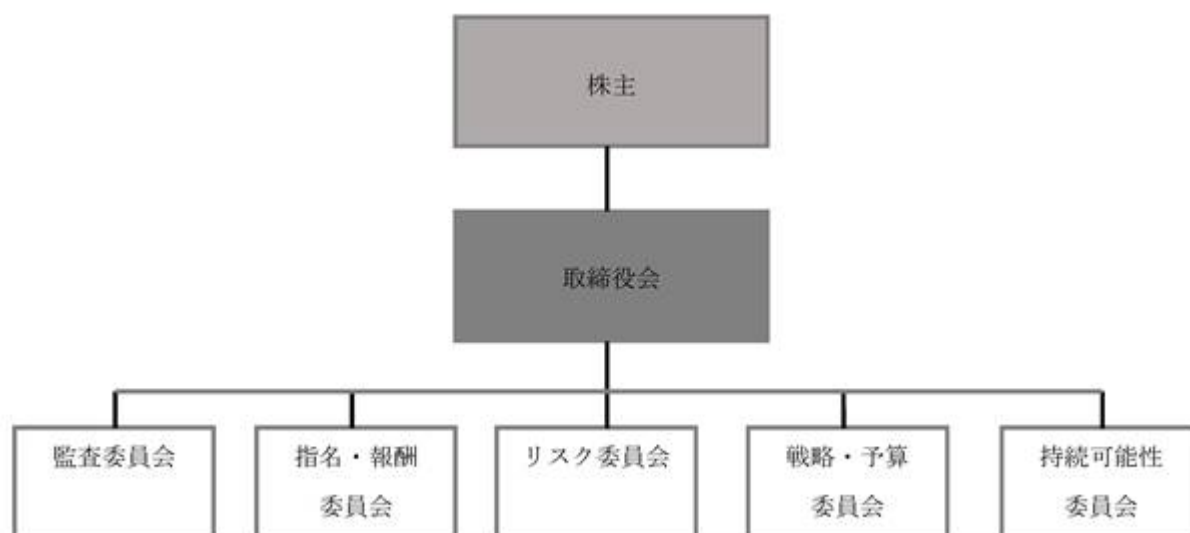 株主
取締役会
監査委員会
指名・報酬
委員会
リスク委員会
戦略・予算
委員会
持続可能性
委員会